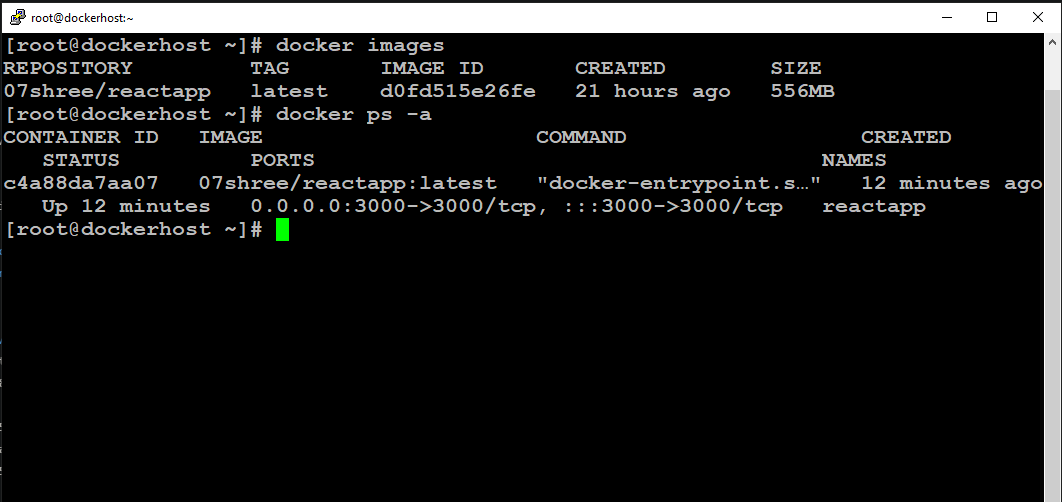 root@dockerhost:~
[root@dockerhost ~]# docker images
REPOSITORY         TAG       IMAGE ID       CREATED        SIZE
07shree/reactapp   latest    d0fd515e26fe   21 hours ago   556MB
[root@dockerhost ~]# docker ps -a
CONTAINER ID   IMAGE                     COMMAND                  CREATED
   STATUS          PORTS                                       NAMES
c4a88da7aa07   07shree/reactapp:latest   "docker-entrypoint.s…"   12 minutes ago
   Up 12 minutes   0.0.0.0:3000->3000/tcp, :::3000->3000/tcp   reactapp
[root@dockerhost ~]#